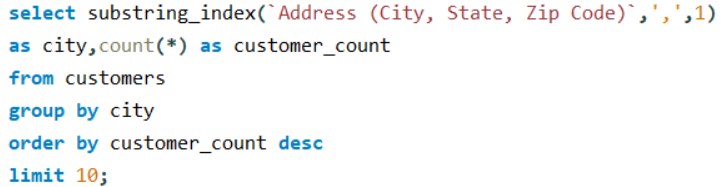 select substring_index(`Address (City, State, Zip Code)`,',',1)
as city,count(*) as customer_count
from customers
group by city
order by customer_count desc
limit 10;